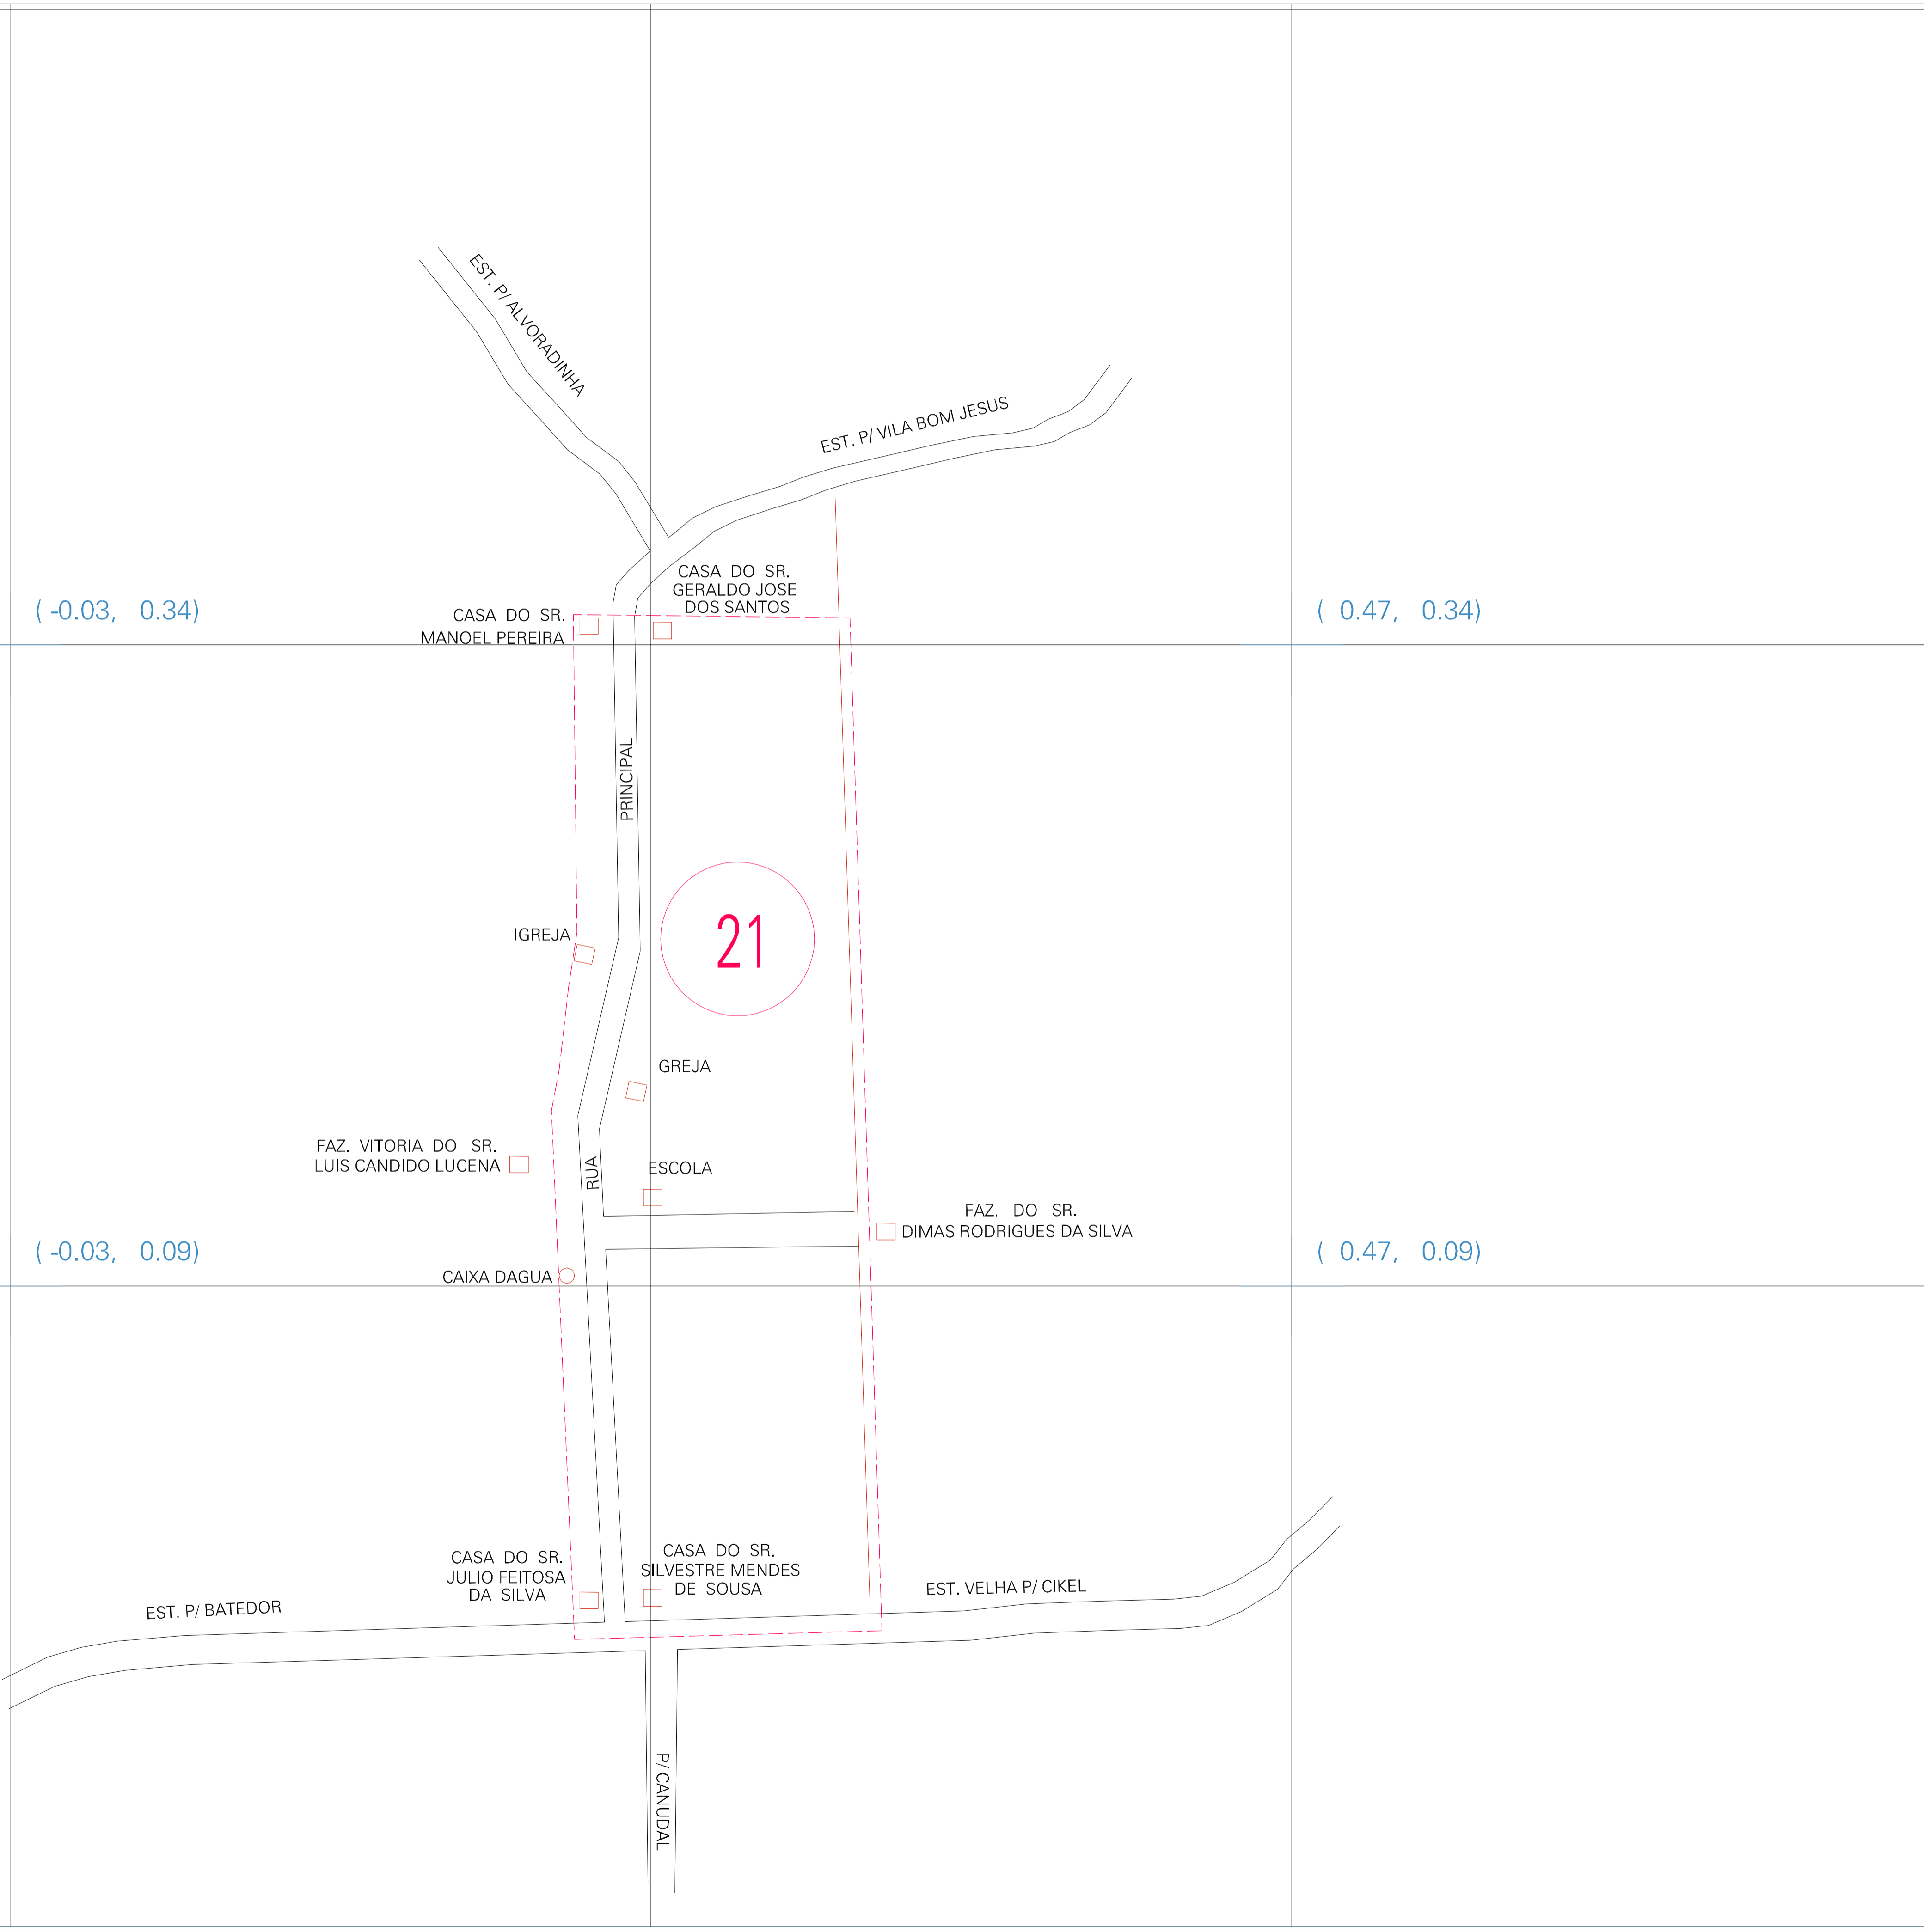 EST. P/ ALVORADINHA
EST. P/ VILA BOM JESUS
CASA DO SR.
GERALDO JOSE
DOS SANTOS
( -0.03, 0.34)
CASA DO SR.
MANOEL PEREIRA
( 0.47, 0.34)
PRINCIPAL
21
IGREJA
IGREJA
FAZ. VITORIA DO SR.
LUIS CANDIDO LUCENA
RUA
ESCOLA
FAZ. DO SR.
DIMAS RODRIGUES DA SILVA
( -0.03, 0.09)
( 0.47, 0.09)
CAIXA DAGUA
CASA DO SR.
JULIO FEITOSA
DA SILVA
CASA DO SR.
SILVESTRE MENDES
DE SOUSA
EST. VELHA P/ CIKEL
EST. P/ BATEDOR
P/ CANUDAL